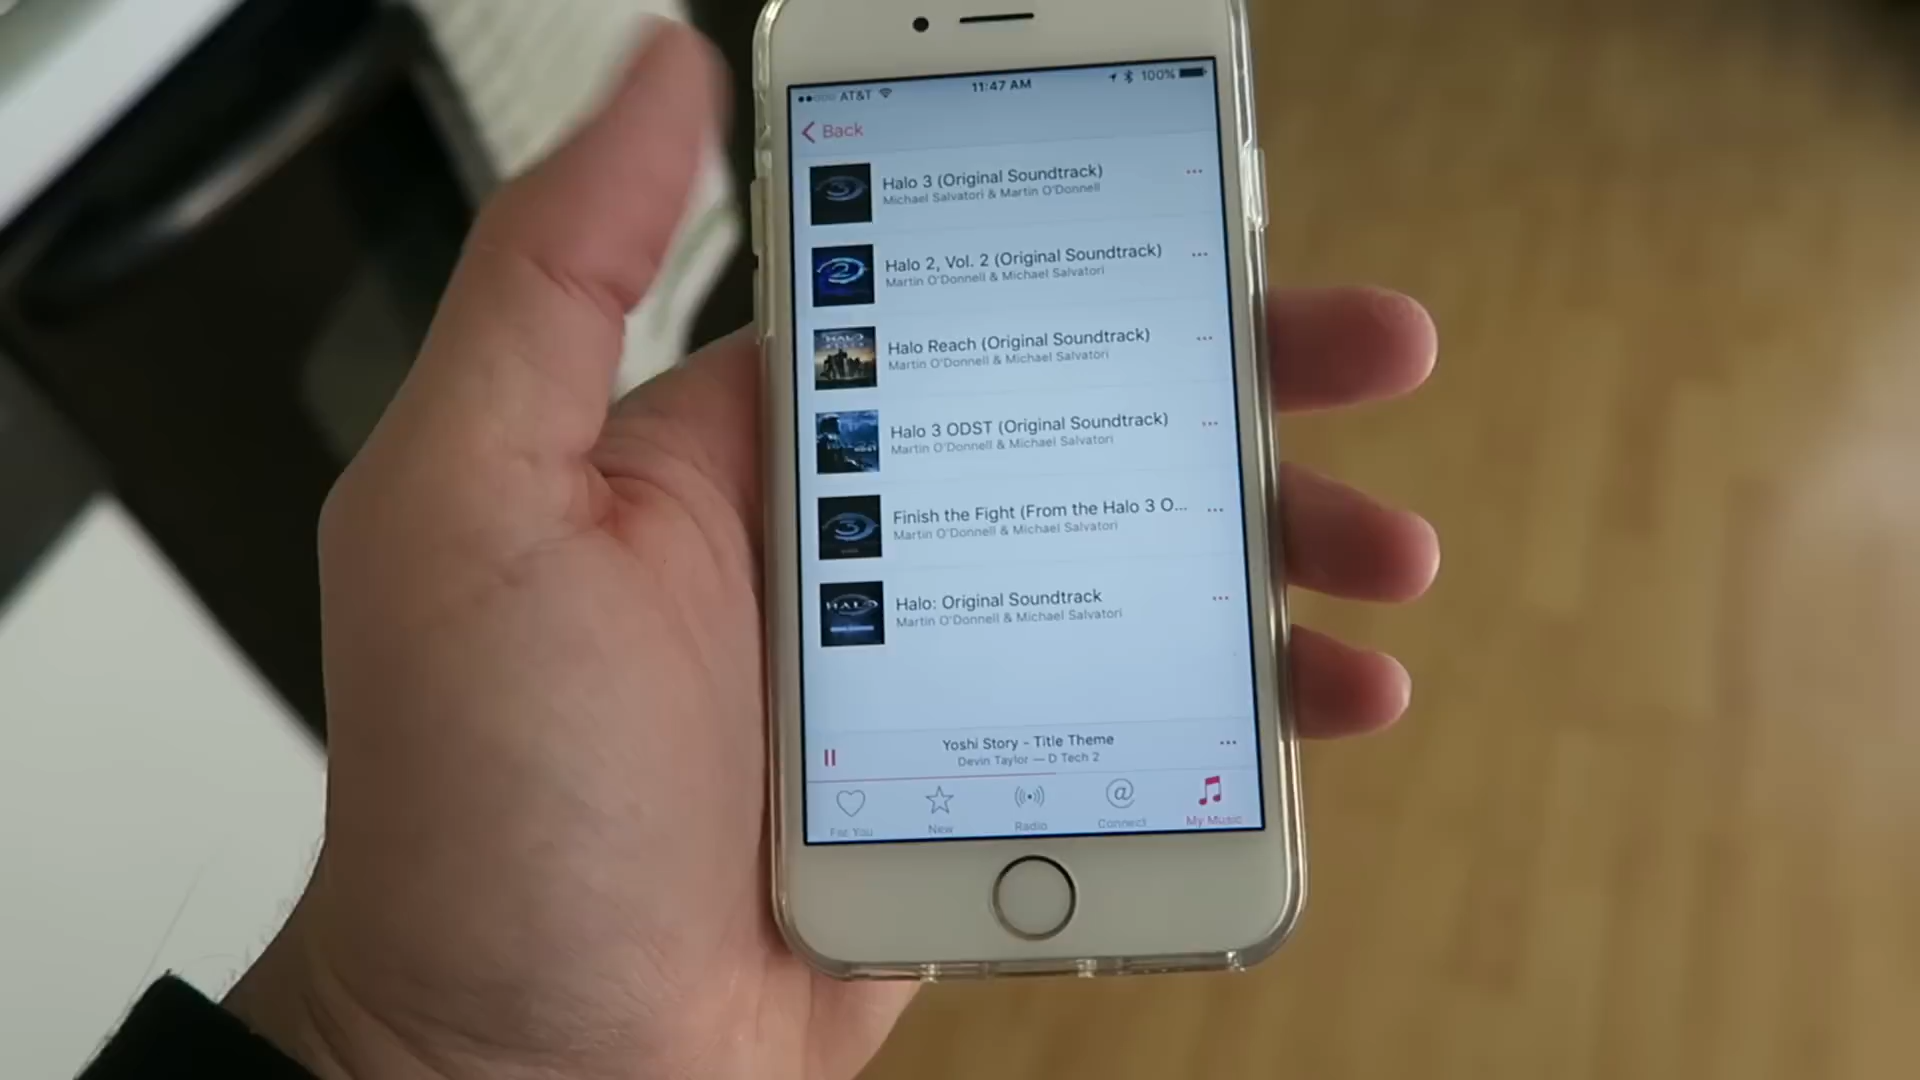 AT&T 11:47 AM 100%
Back
Halo 3 (Original Soundtrack)
Michael Salvatori & Martin O'Donnell
Halo 2, Vol. 2 (Original Soundtrack)
Martin O'Donnell & Michael Salvatori
Halo Reach (Original Soundtrack)
Martin O'Donnell & Michael Salvatori
Halo 3 ODST (Original Soundtrack)
Martin O'Donnell & Michael Salvatori
Finish the Fight (From the Halo 3 O...
Martin O'Donnell & Michael Salvatori
HALO
Halo: Original Soundtrack
Martin O'Donnell & Michael Salvatori
Yoshi Story - Title Theme
Devin Taylor — D Tech 2
For You New Radio Connect My Music